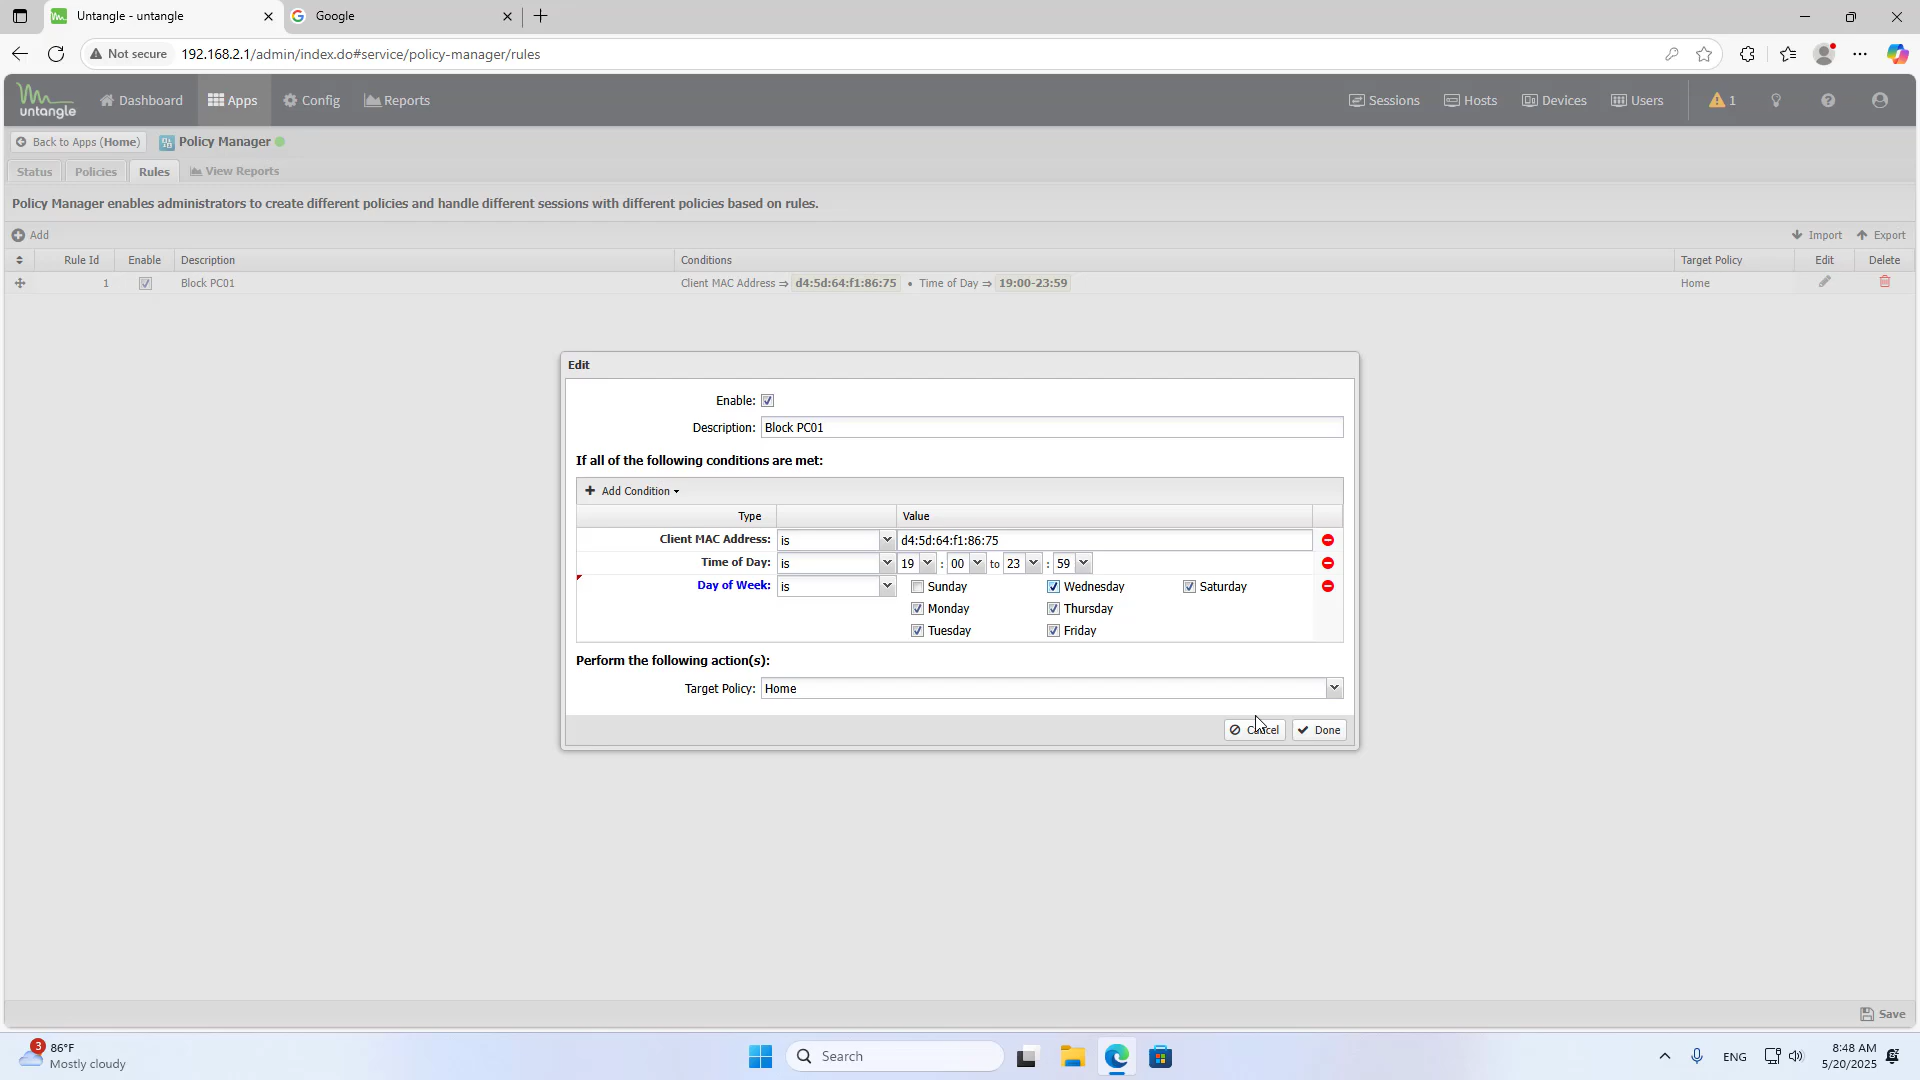 Untangle - untangle
Google
Not secure 192.168.2.1/admin/index.do#service/policy-manager/rules
untangle Dashboard Apps Config Reports Sessions Hosts Devices Users 1
Back to Apps (Home) Policy Manager
Status Policies Rules View Reports
Policy Manager enables administrators to create different policies and handle different sessions with different policies based on rules.
Add Import Export
Rule Id Enable Description Conditions Target Policy Edit Delete
1 Block PC01 Client MAC Address ⇒ d4:5d:64:f1:86:75 • Time of Day ⇒ 19:00-23:59 Home
Edit
Enable:
Description: Block PC01
If all of the following conditions are met:
Add Condition
Type Value
Client MAC Address: is d4:5d:64:f1:86:75
Time of Day: is 19 : 00 to 23 : 59
Day of Week: is Sunday Wednesday Saturday
Monday Thursday
Tuesday Friday
Perform the following action(s):
Target Policy: Home
Cancel Done
Save
3 86°F
Mostly cloudy
Search
ENG
8:48 AM
5/20/2025